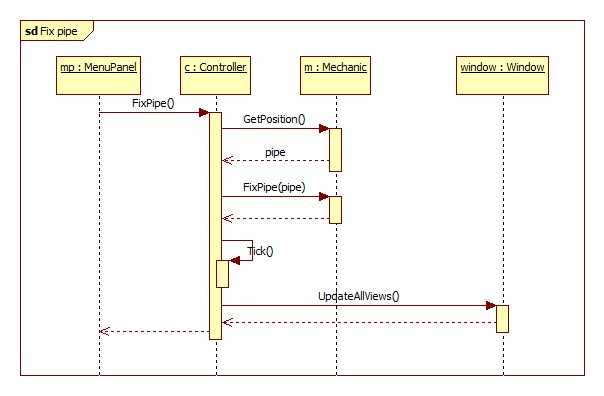 sd Fix pipe
mp : MenuPanel
c : Controller
m : Mechanic
window : Window
FixPipe()
GetPosition()
pipe
FixPipe(pipe)
Tick()
UpdateAllViews()